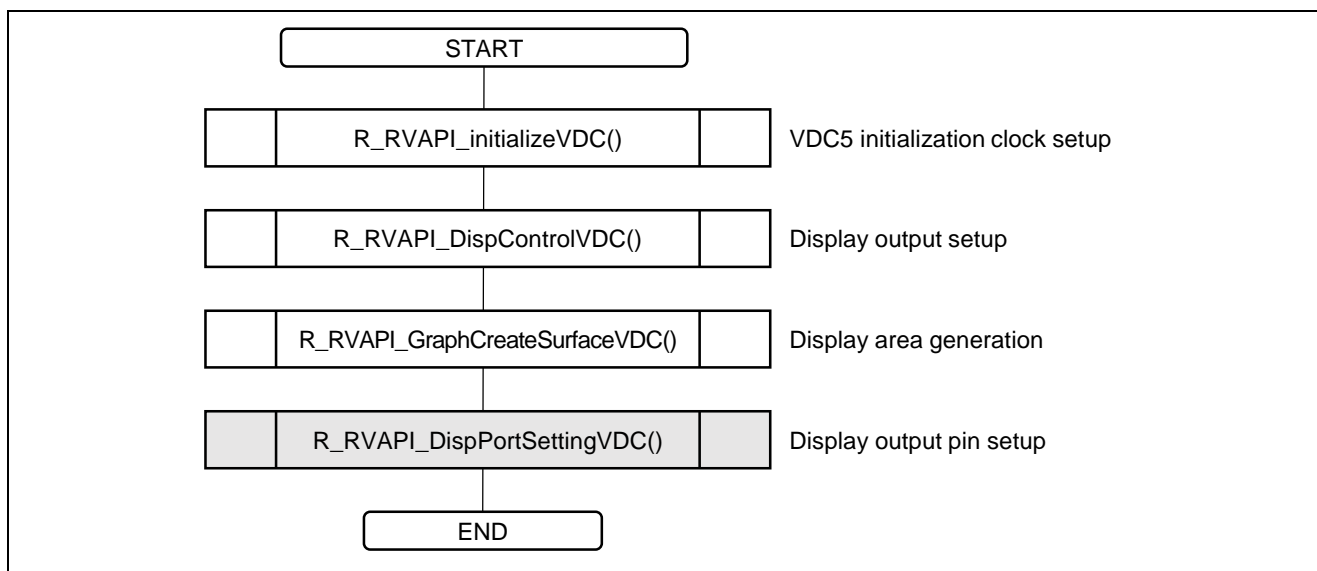 START
R_RVAPI_initializeVDC() VDC5 initialization clock setup
R_RVAPI_DispControlVDC() Display output setup
R_RVAPI_GraphCreateSurfaceVDC() Display area generation
R_RVAPI_DispPortSettingVDC() Display output pin setup
END